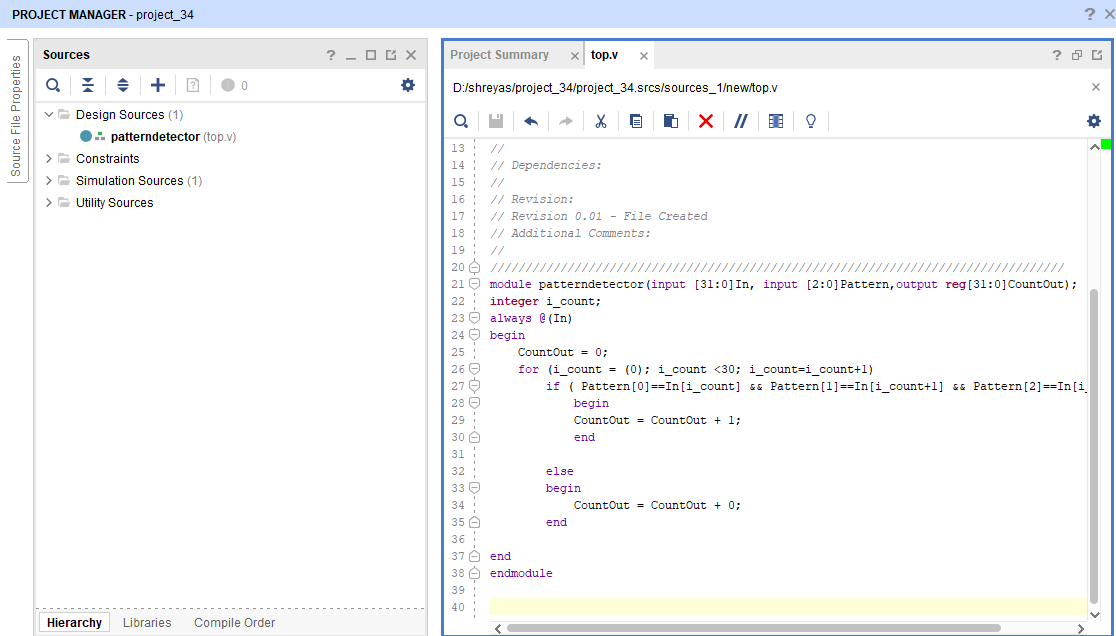 PROJECT MANAGER - project_34
Source File Properties
Sources
0
Design Sources (1)
patterndetector (top.v)
Constraints
Simulation Sources (1)
Utility Sources
Hierarchy Libraries Compile Order
Project Summary
top.v
D:/shreyas/project_34/project_34.srcs/sources_1/new/top.v
13 //
14 // Dependencies:
15 //
16 // Revision:
17 // Revision 0.01 - File Created
18 // Additional Comments:
19 //
20 //////////////////////////////////////////////////////////////////////////////////
21 module patterndetector(input [31:0]In, input [2:0]Pattern,output reg[31:0]CountOut);
22 integer i_count;
23 always @(In)
24 begin
25 CountOut = 0;
26 for (i_count = (0); i_count <30; i_count=i_count+1)
27 if ( Pattern[0]==In[i_count] && Pattern[1]==In[i_count+1] && Pattern[2]==In[i_
28 begin
29 CountOut = CountOut + 1;
30 end
31
32 else
33 begin
34 CountOut = CountOut + 0;
35 end
36
37 end
38 endmodule
39
40